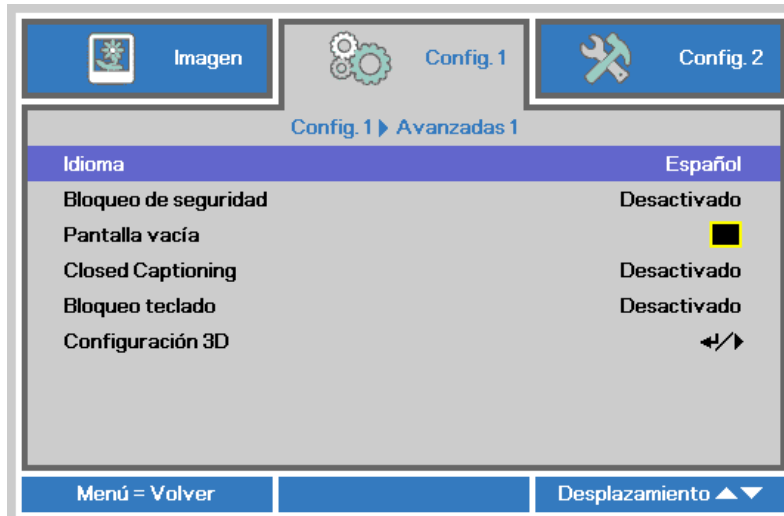 Imagen
Config. 1
Config. 2
Config. 1 Avanzadas 1
Idioma Español
Bloqueo de seguridad Desactivado
Pantalla vacía
Closed Captioning Desactivado
Bloqueo teclado Desactivado
Configuración 3D
Menú = Volver
Desplazamiento